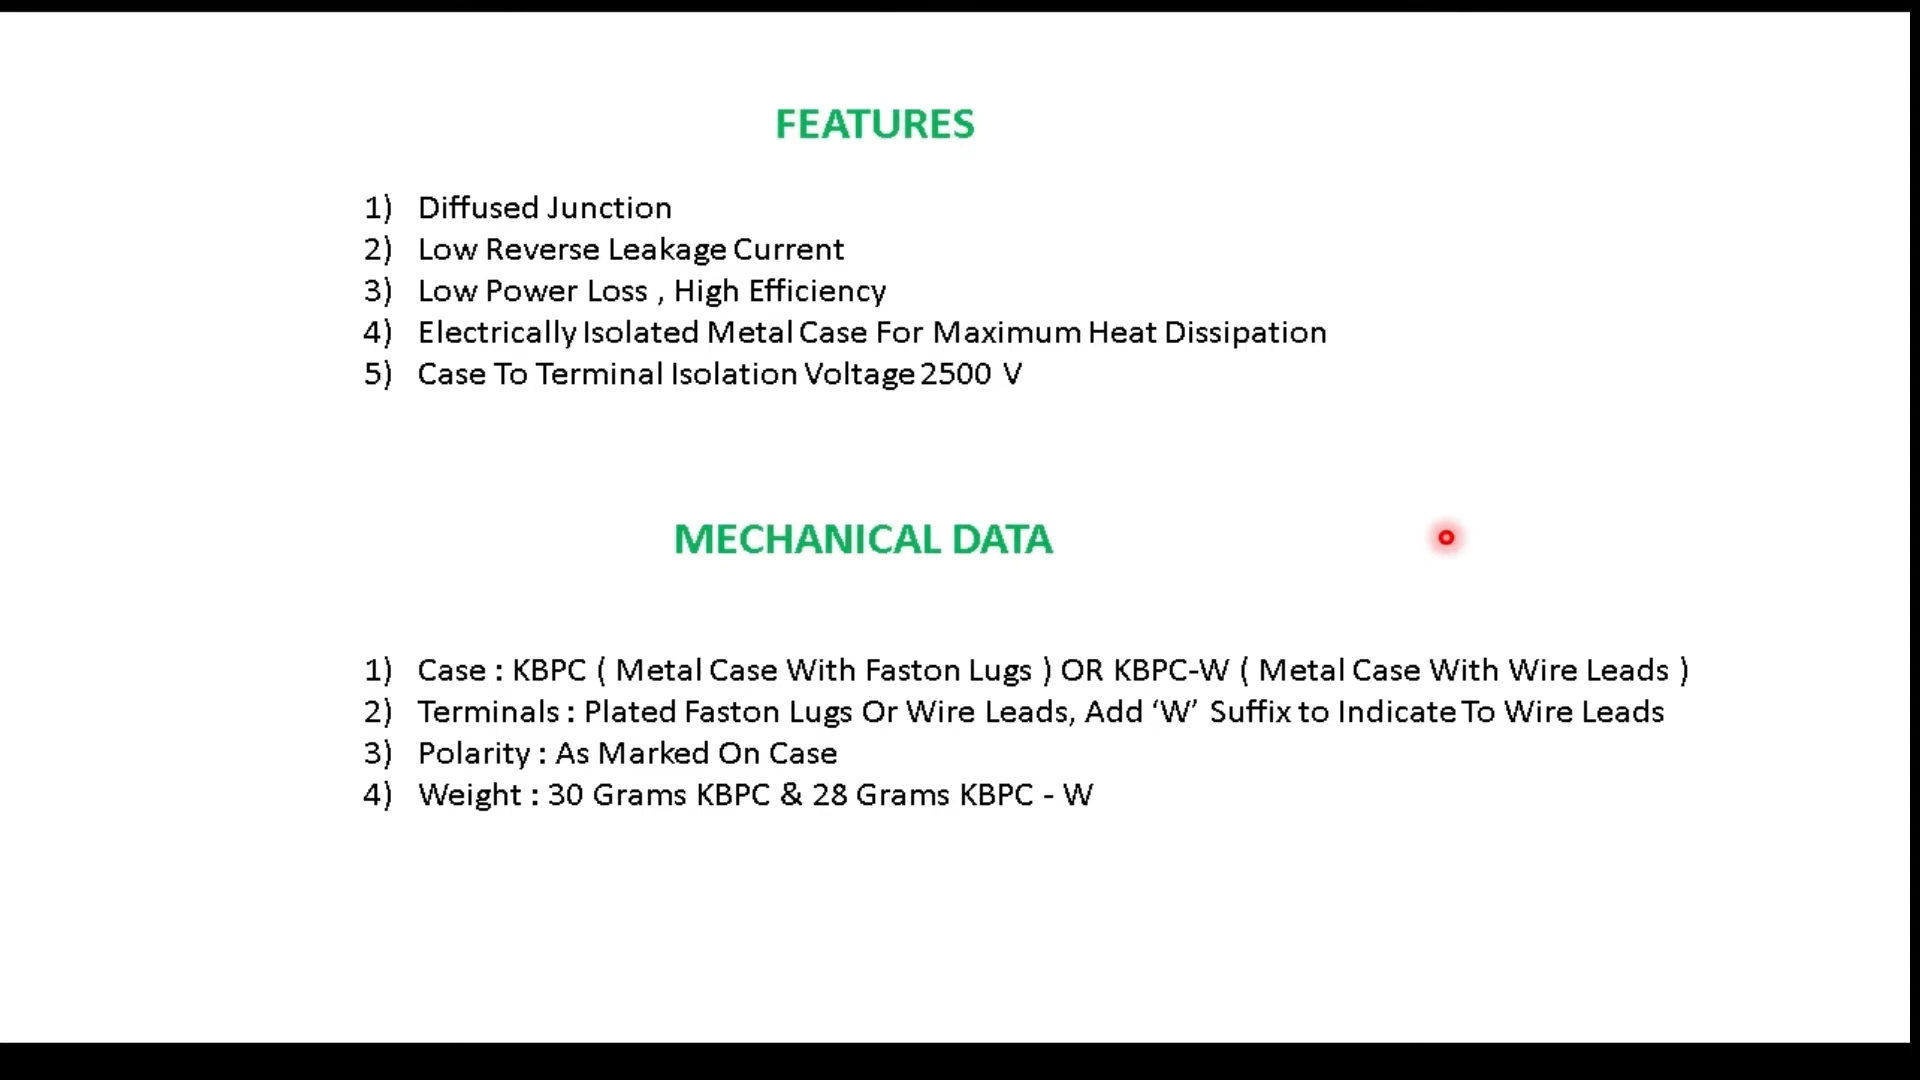 FEATURES
1) Diffused Junction
2) Low Reverse Leakage Current
3) Low Power Loss , High Efficiency
4) Electrically Isolated Metal Case For Maximum Heat Dissipation
5) Case To Terminal Isolation Voltage 2500 V
MECHANICAL DATA
1) Case : KBPC ( Metal Case With Faston Lugs ) OR KBPC-W ( Metal Case With Wire Leads )
2) Terminals : Plated Faston Lugs Or Wire Leads, Add ‘W’ Suffix to Indicate To Wire Leads
3) Polarity : As Marked On Case
4) Weight : 30 Grams KBPC & 28 Grams KBPC - W